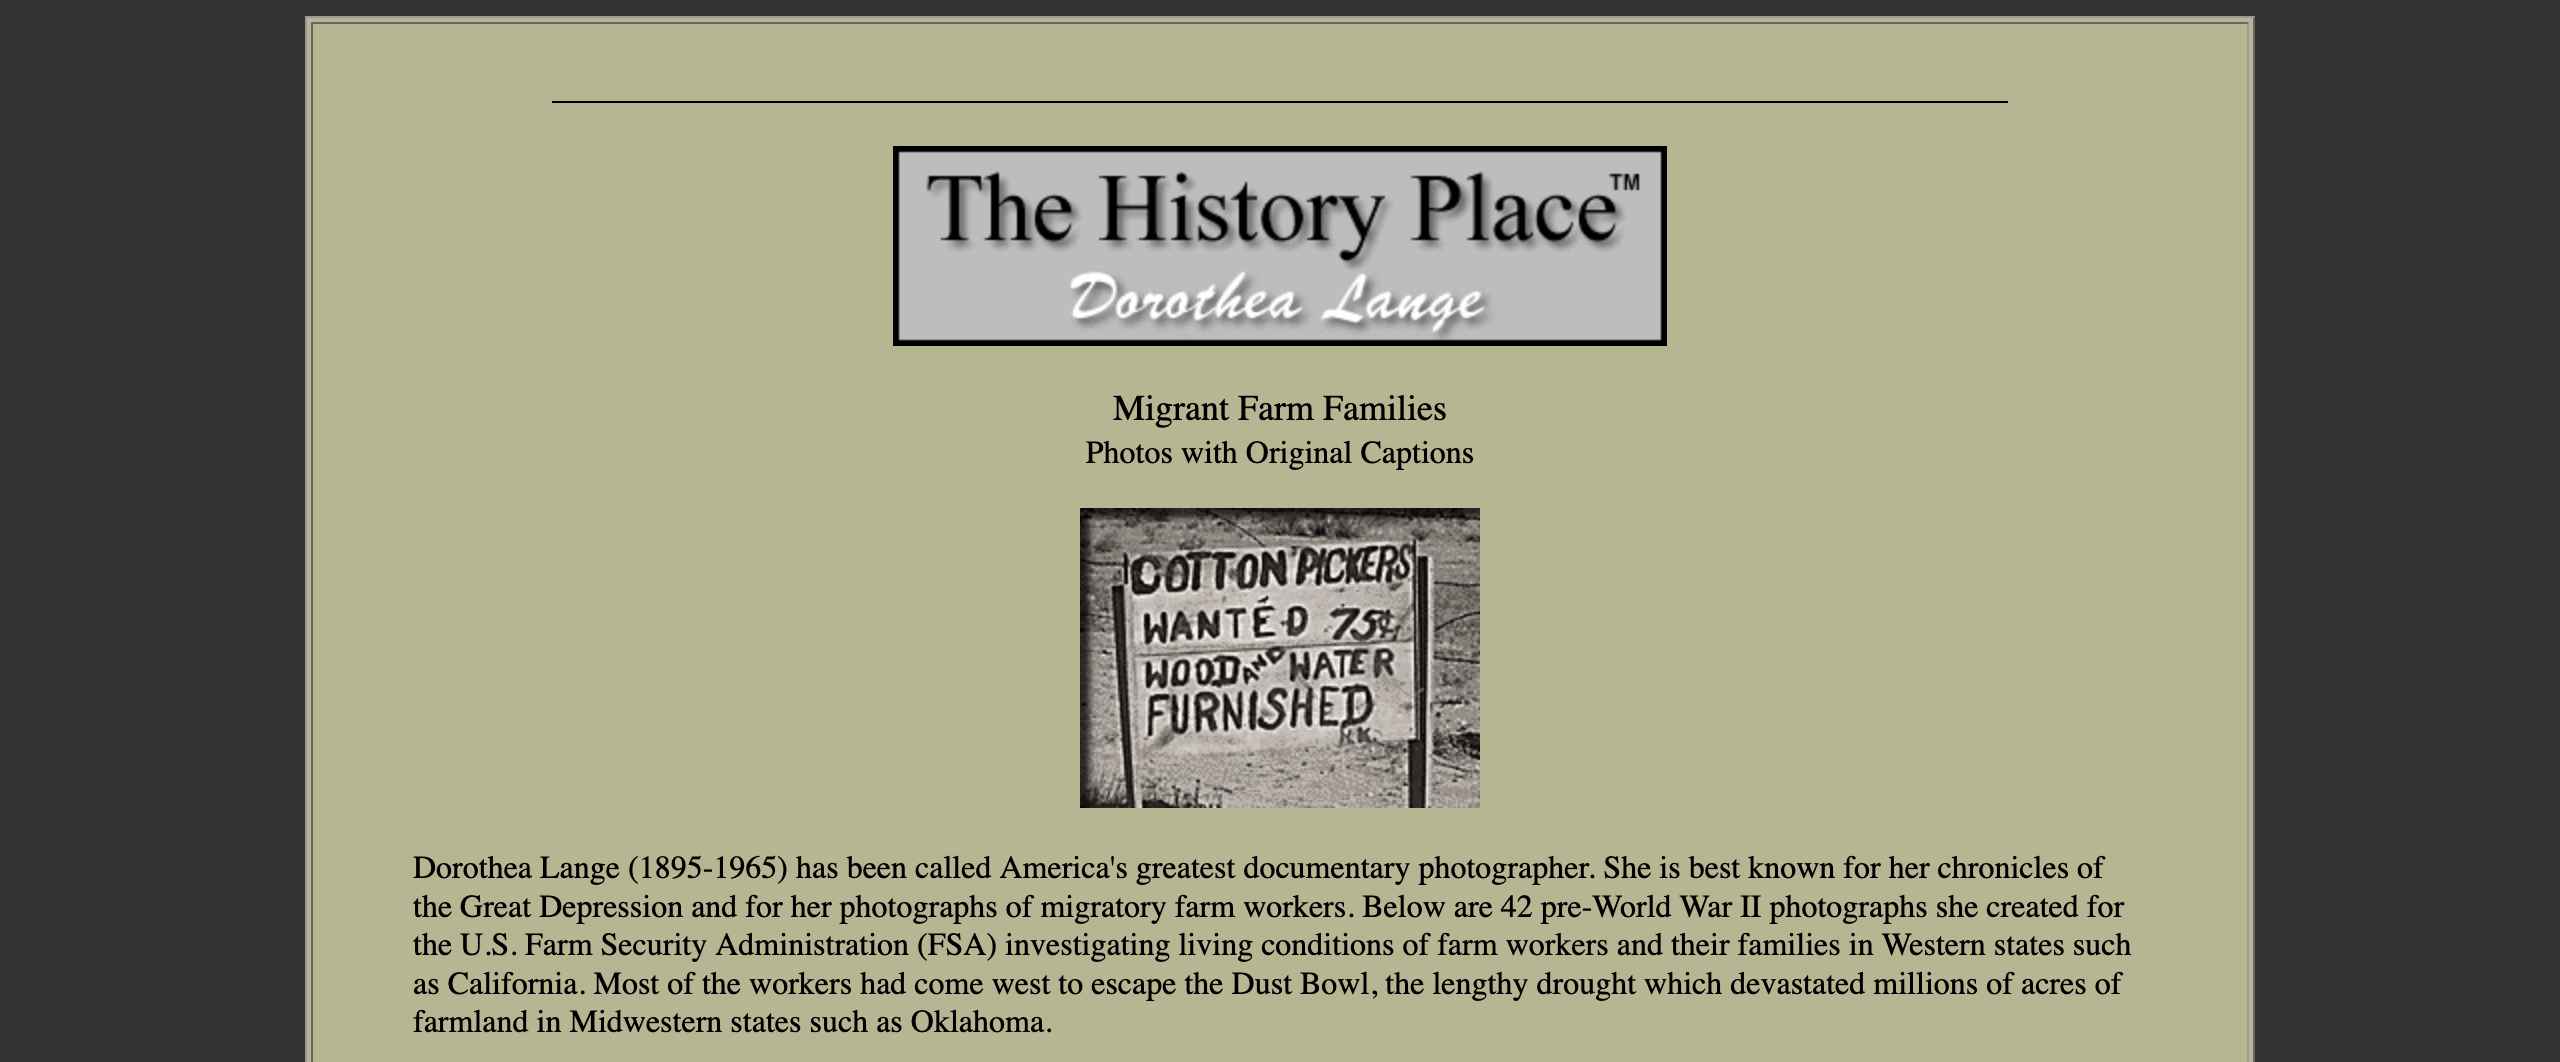 The History Place™
Dorothea Lange
Migrant Farm Families
Photos with Original Captions
COTTON PICKERS
WANTED 75¢
WOOD AND WATER
FURNISHED
Dorothea Lange (1895-1965) has been called America's greatest documentary photographer. She is best known for her chronicles of
the Great Depression and for her photographs of migratory farm workers. Below are 42 pre-World War II photographs she created for
the U.S. Farm Security Administration (FSA) investigating living conditions of farm workers and their families in Western states such
as California. Most of the workers had come west to escape the Dust Bowl, the lengthy drought which devastated millions of acres of
farmland in Midwestern states such as Oklahoma.